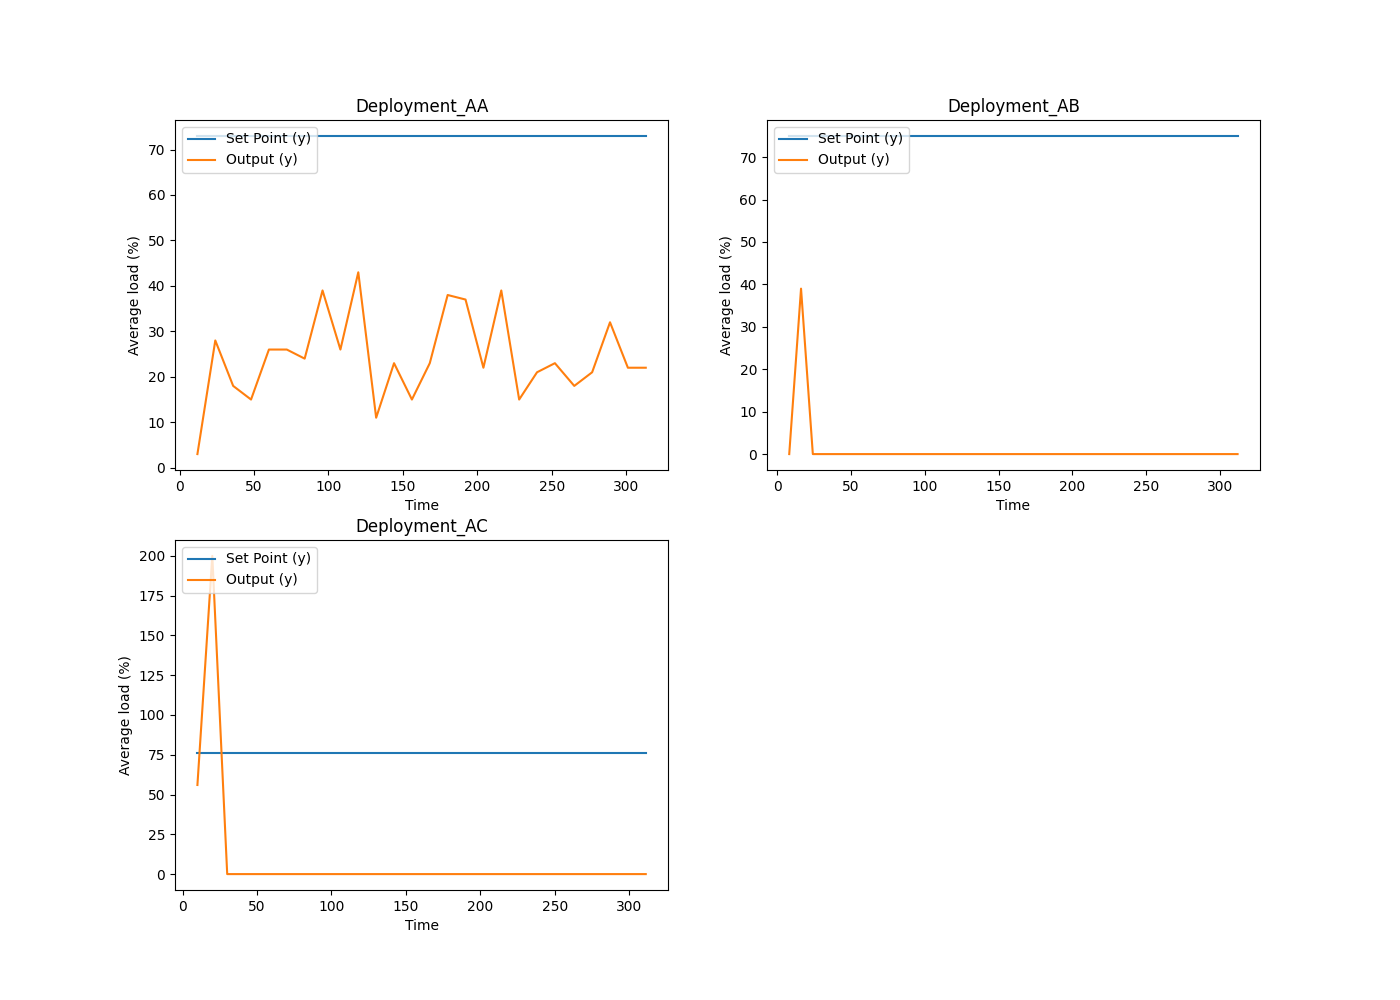 Deployment_AA
Set Point (y)
Output (y)
Average load (%)
70
60
50
40
30
20
10
0
0 50 100 150 200 250 300
Time
Deployment_AB
Set Point (y)
Output (y)
Average load (%)
70
60
50
40
30
20
10
0
0 50 100 150 200 250 300
Time
Deployment_AC
Set Point (y)
Output (y)
Average load (%)
200
175
150
125
100
75
50
25
0
0 50 100 150 200 250 300
Time